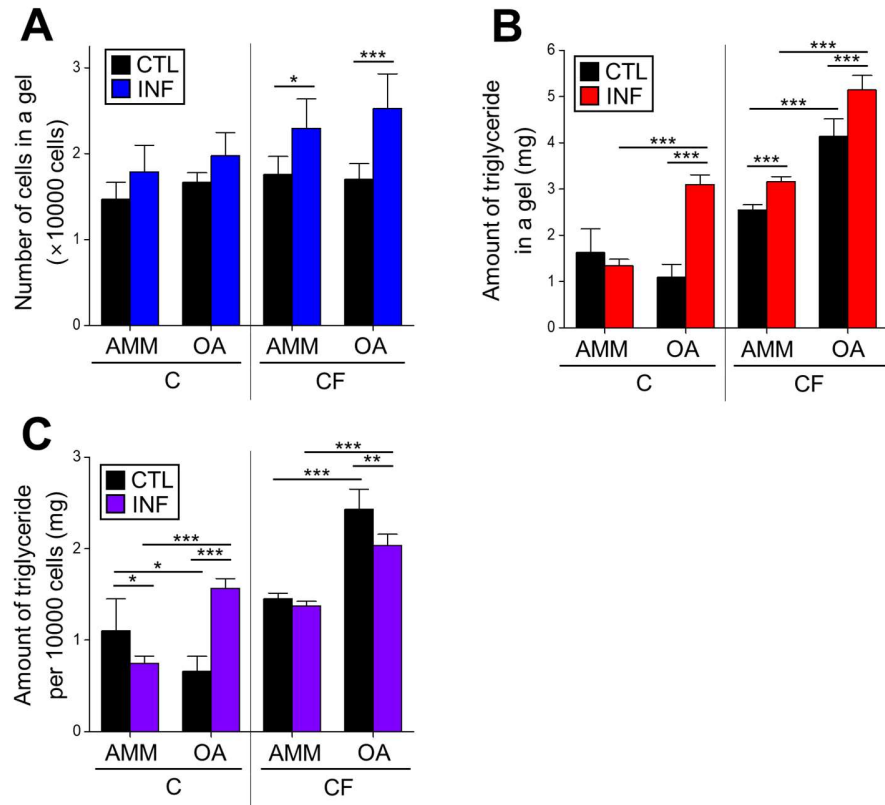 A
Number of cells in a gel
(×10000 cells)
3
2
1
0
CTL
INF
*
***
AMM
OA
AMM
OA
C
CF
B
Amount of triglyceride
in a gel (mg)
6
5
4
3
2
1
0
CTL
INF
***
***
***
***
***
***
AMM
OA
AMM
OA
C
CF
C
Amount of triglyceride
per 10000 cells (mg)
3
2
1
0
CTL
INF
***
***
**
***
*
***
*
AMM
OA
AMM
OA
C
CF